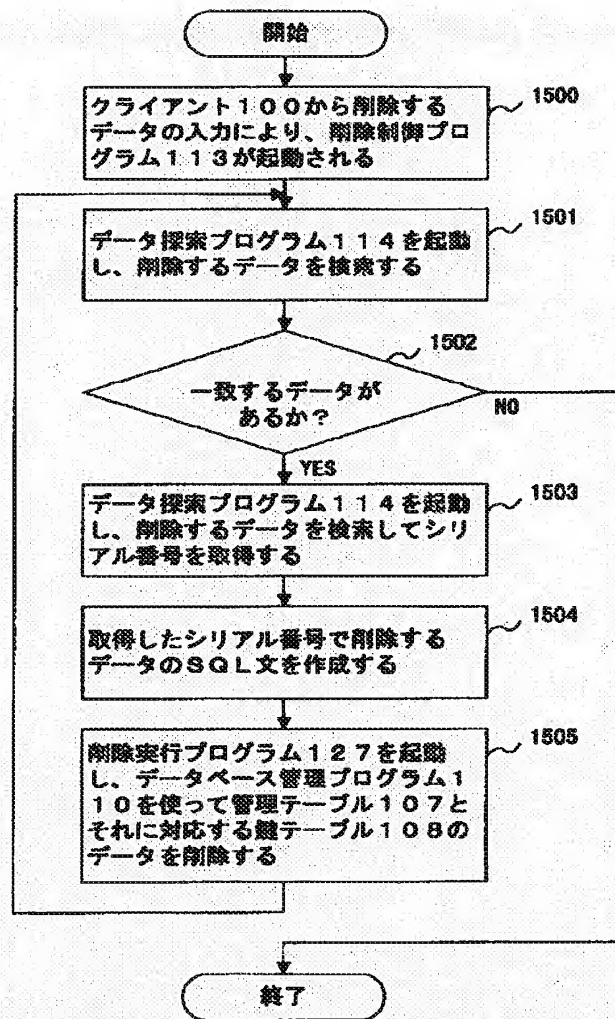 開始
1500
クライアント100から削除する
データの入力により、削除制御プロ
グラム113が起動される
1501
データ探索プログラム114を起動
し、削除するデータを検索する
1502
一致するデータが
あるか？
NO
YES
1503
データ探索プログラム114を起動
し、削除するデータを検索してシリ
アル番号を取得する
1504
取得したシリアル番号で削除する
データのSQL文を作成する
1505
削除実行プログラム127を起動
し、データベース管理プログラム1
10を使って管理テーブル107と
それに対応する鍵テーブル108の
データを削除する
終了